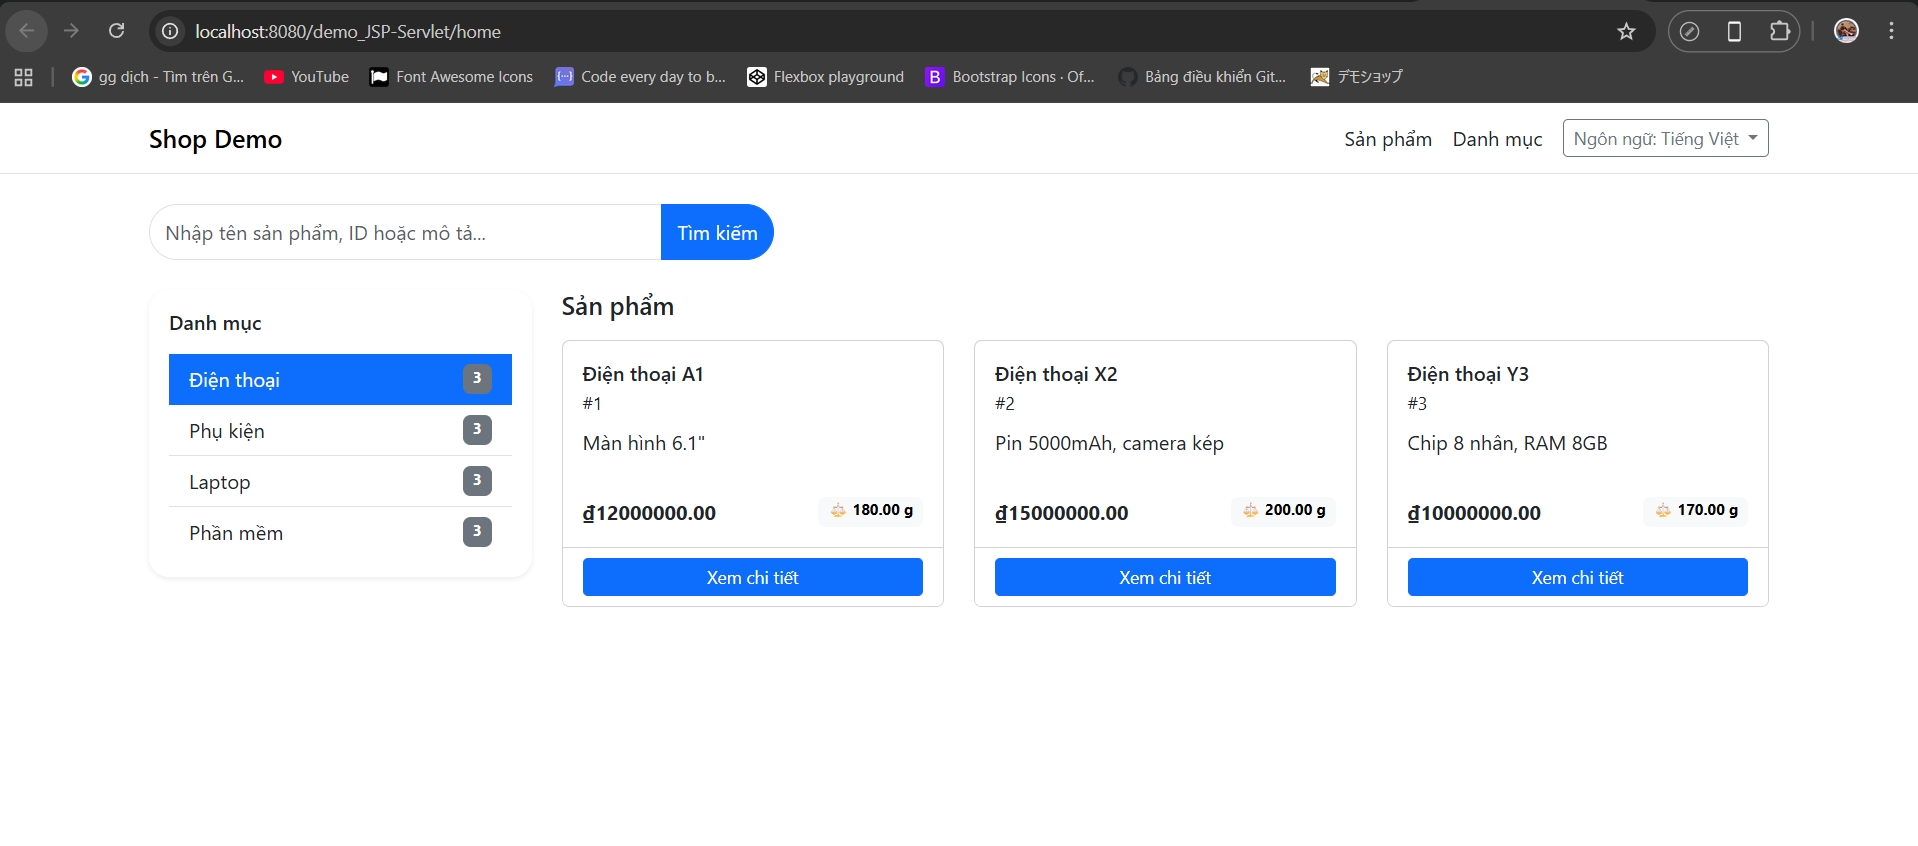 localhost:8080/demo_JSP-Servlet/home
gg dịch - Tìm trên G...
YouTube
Font Awesome Icons
Code every day to b...
Flexbox playground
B
Bootstrap Icons · Of...
Bảng điều khiển Git...
デモショップ
Shop Demo
Sản phẩm
Danh mục
Ngôn ngữ: Tiếng Việt
Nhập tên sản phẩm, ID hoặc mô tả...
Tìm kiếm
Danh mục
Điện thoại 3
Phụ kiện 3
Laptop 3
Phần mềm 3
Sản phẩm
Điện thoại A1
#1
Màn hình 6.1"
₫12000000.00
180.00 g
Xem chi tiết
Điện thoại X2
#2
Pin 5000mAh, camera kép
₫15000000.00
200.00 g
Xem chi tiết
Điện thoại Y3
#3
Chip 8 nhân, RAM 8GB
₫10000000.00
170.00 g
Xem chi tiết